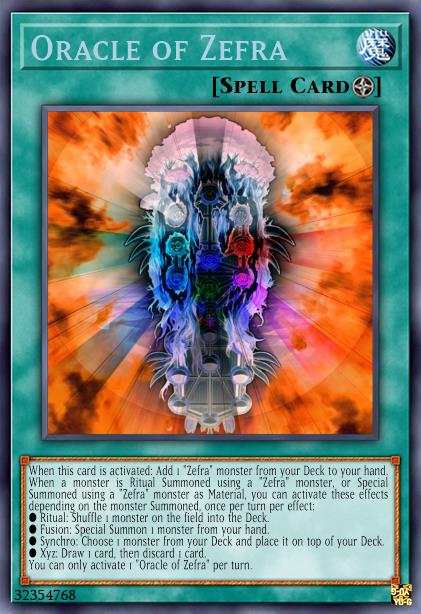 ORACLE OF ZEFRA
魔
[SPELL CARD]
When this card is activated: Add 1 "Zefra" monster from your Deck to your hand.
When a monster is Ritual Summoned using a "Zefra" monster, or Special
Summoned using a "Zefra" monster as Material, you can activate these effects
depending on the monster Summoned, once per turn per effect:
● Ritual: Shuffle 1 monster on the field into the Deck.
● Fusion: Special Summon 1 monster from your hand.
● Synchro: Choose 1 monster from your Deck and place it on top of your Deck.
● Xyz: Draw 1 card, then discard 1 card.
You can only activate 1 "Oracle of Zefra" per turn.
32354768